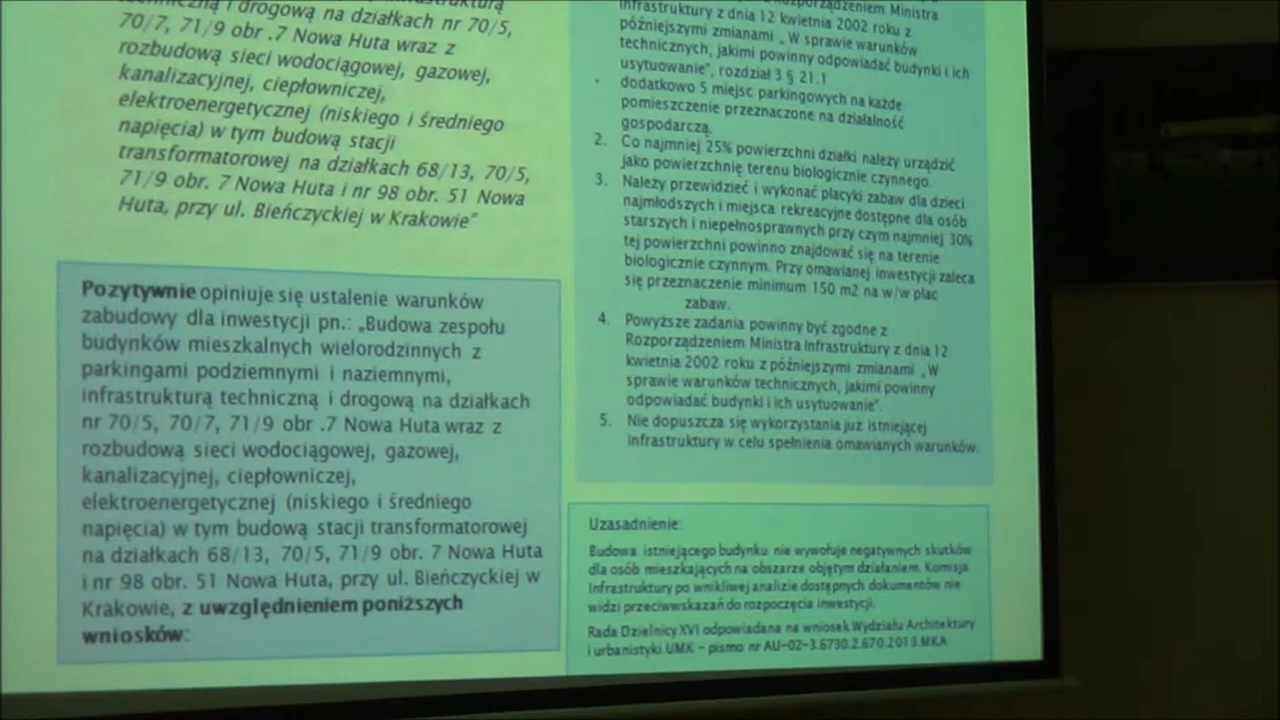 i drogową na działkach nr 70/5,
70/7, 71/9 obr .7 Nowa Huta wraz z
rozbudową sieci wodociągowej, gazowej,
kanalizacyjnej, ciepłowniczej,
elektroenergetycznej (niskiego i średniego
napięcia) w tym budową stacji
transformatorowej na działkach 68/13, 70/5,
71/9 obr. 7 Nowa Huta i nr 98 obr. 51 Nowa
Huta, przy ul. Bieńczyckiej w Krakowie"
Pozytywnie opiniuje się ustalenie warunków
zabudowy dla inwestycji pn.: „Budowa zespołu
budynków mieszkalnych wielorodzinnych z
parkingami podziemnymi i naziemnymi,
infrastrukturą techniczną i drogową na działkach
nr 70/5, 70/7, 71/9 obr .7 Nowa Huta wraz z
rozbudową sieci wodociągowej, gazowej,
kanalizacyjnej, ciepłowniczej,
elektroenergetycznej (niskiego i średniego
napięcia) w tym budową stacji transformatorowej
na działkach 68/13, 70/5, 71/9 obr. 7 Nowa Huta
i nr 98 obr. 51 Nowa Huta, przy ul. Bieńczyckiej w
Krakowie, z uwzględnieniem poniższych
wniosków:
Ministra
Infrastruktury z dnia 12 kwietnia 2002 roku z
późniejszymi zmianami „ W sprawie warunków
technicznych, jakimi powinny odpowiadać budynki i ich
usytuowanie", rozdział 3 § 21.1
· dodatkowo 5 miejsc parkingowych na każde
pomieszczenie przeznaczone na działalność
gospodarczą.
2. Co najmniej 25% powierzchni działki należy urządzić
jako powierzchnię terenu biologicznie czynnego.
3. Należy przewidzieć i wykonać placyki zabaw dla dzieci
najmłodszych i miejsca rekreacyjne dostępne dla osób
starszych i niepełnosprawnych przy czym najmniej 30%
tej powierzchni powinno znajdować się na terenie
biologicznie czynnym. Przy omawianej inwestycji zaleca
się przeznaczenie minimum 150 m2 na w/w plac
zabaw.
4. Powyższe zadania powinny być zgodne z
Rozporządzeniem Ministra Infrastruktury z dnia 12
kwietnia 2002 roku z późniejszymi zmianami „W
sprawie warunków technicznych, jakimi powinny
odpowiadać budynki i ich usytuowanie".
5. Nie dopuszcza się wykorzystania już istniejącej
infrastruktury w celu spełnienia omawianych warunków.
Uzasadnienie:
Budowa istniejącego budynku nie wywołuje negatywnych skutków
dla osób mieszkających na obszarze objętym działaniem. Komisja
Infrastruktury po wnikliwej analizie dostępnych dokumentów nie
widzi przeciwwskazań do rozpoczęcia inwestycji.
Rada Dzielnicy XVI odpowiadana na wniosek Wydziału Architektury
i urbanistyki UMK – pismo nr AU-02-3.6730.2.670.2013.MKA